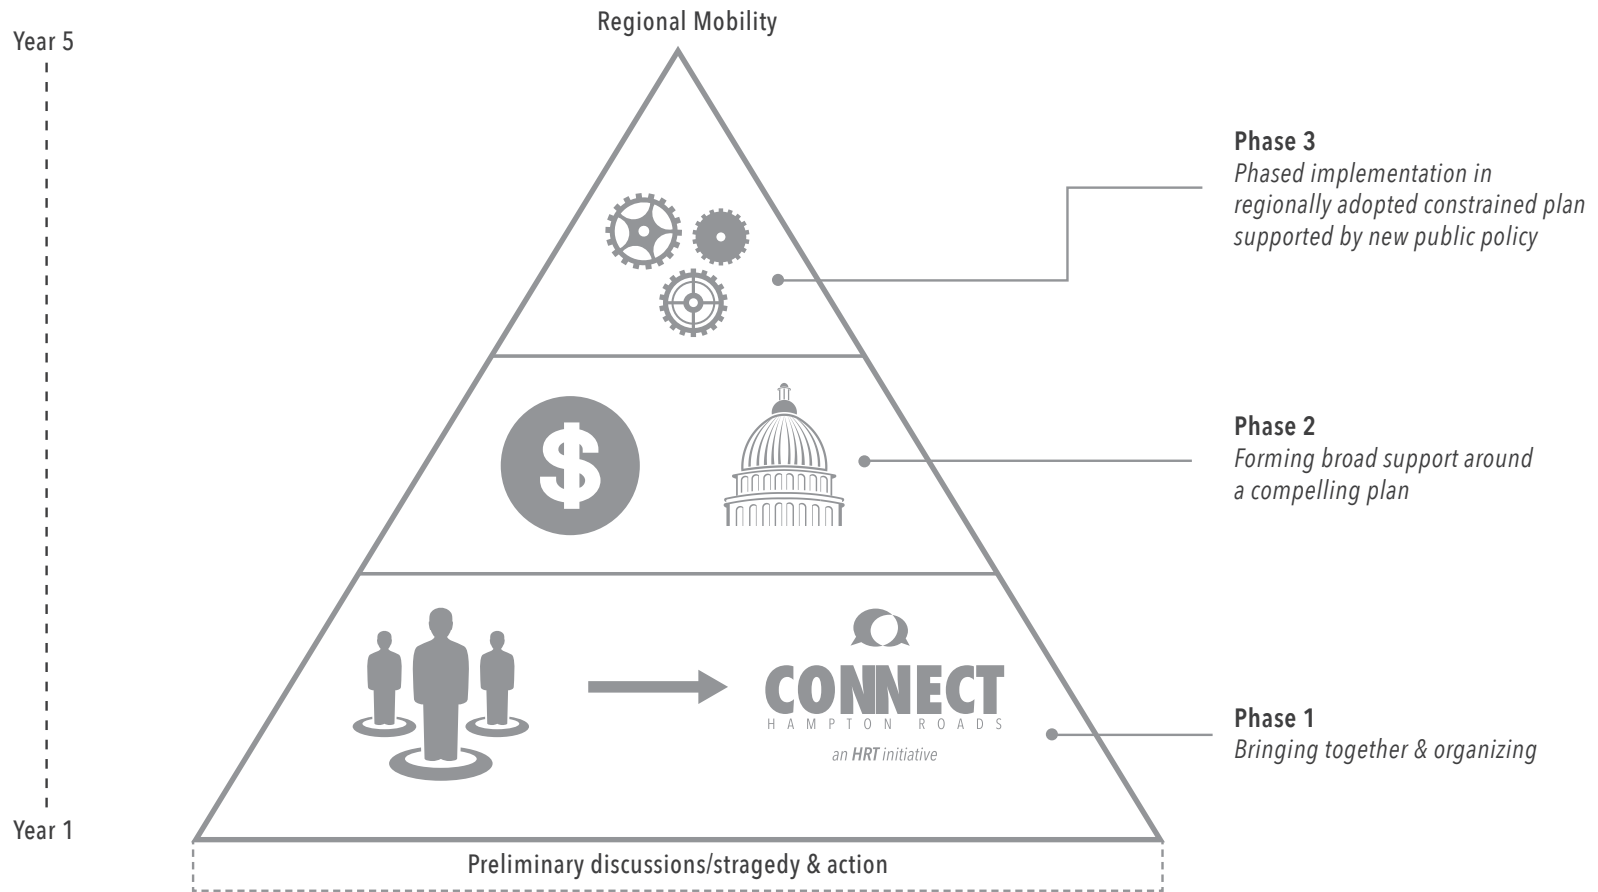 Regional Mobility
Year 5
Phase 3
Phased implementation in
regionally adopted constrained plan
supported by new public policy
$
Phase 2
Forming broad support around
a compelling plan
CONNECT
HAMPTON ROADS
an HRT initiative
Phase 1
Bringing together & organizing
Year 1
Preliminary discussions/stragedy & action